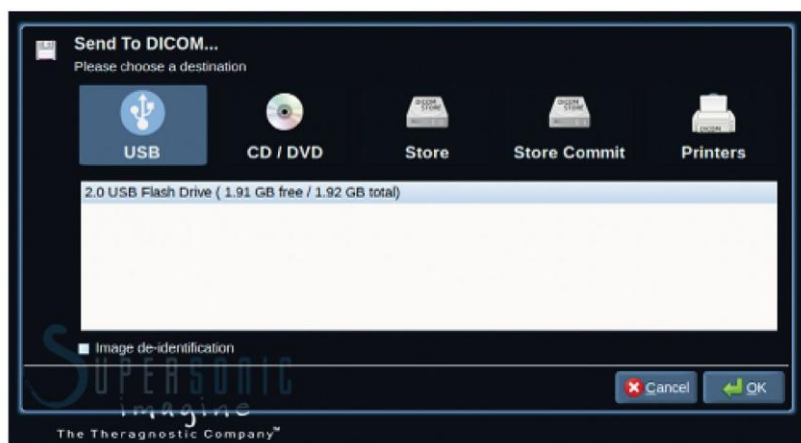 Send To DICOM...
Please choose a destination
USB
CD / DVD
Store
Store Commit
Printers
2.0 USB Flash Drive ( 1.91 GB free / 1.92 GB total)
Image de-identification
SUPERSONIC
imagine
Cancel
OK
The Theragnostic Company™